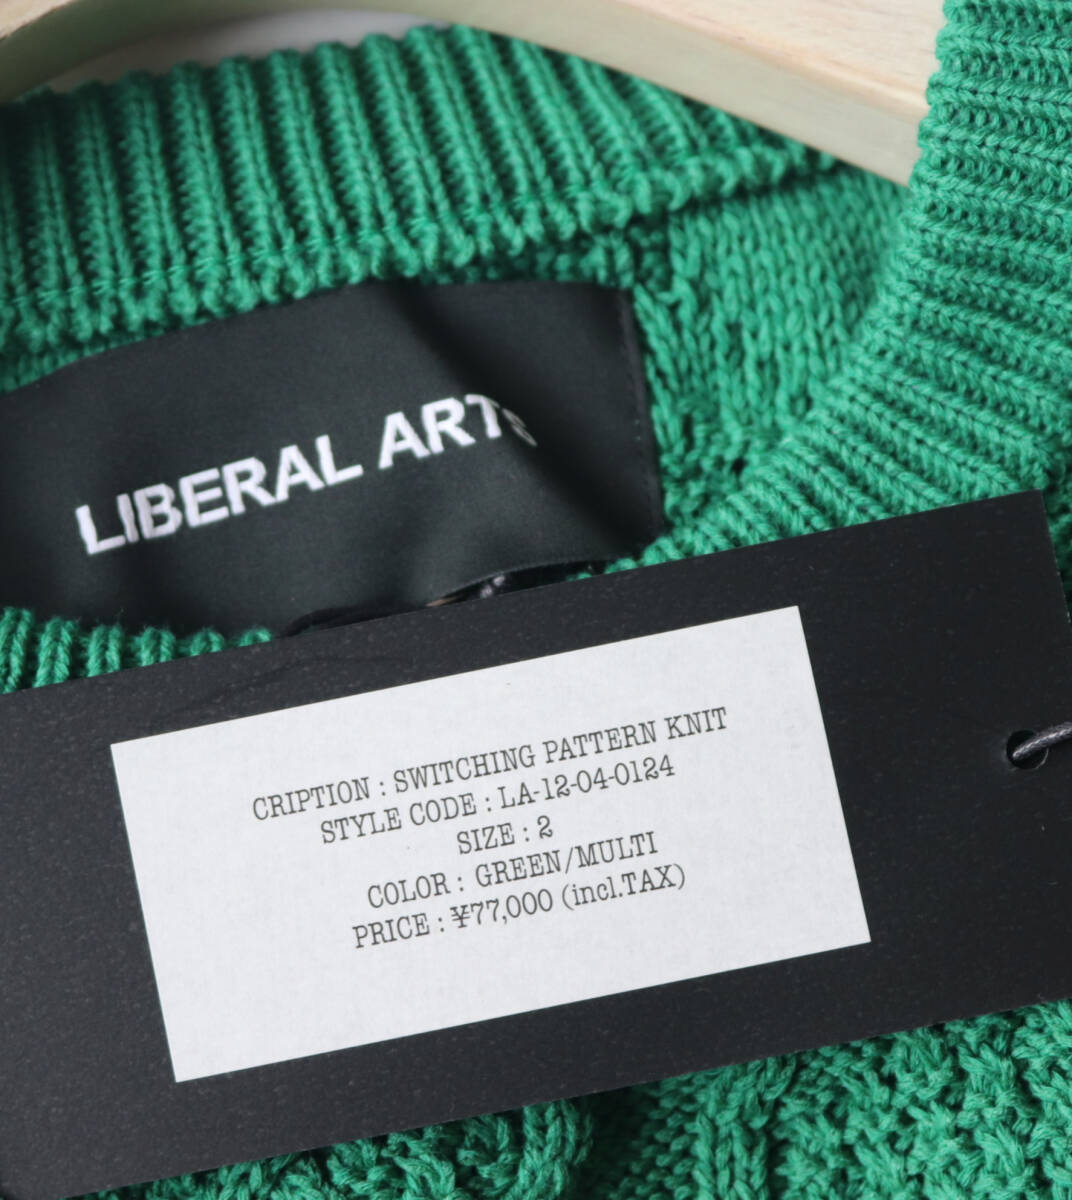 LIBERAL ARTS
CRIPTION : SWITCHING PATTERN KNIT
STYLE CODE : LA-12-04-0124
SIZE : 2
COLOR : GREEN/MULTI
PRICE : ¥77,000 (incl.TAX)